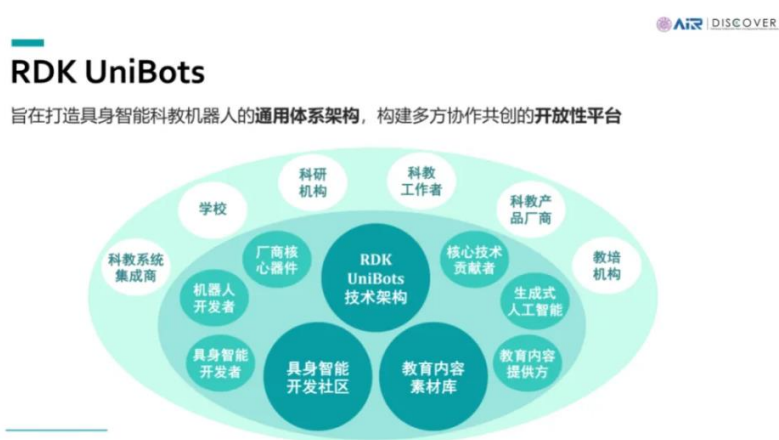 AIR DISCOVER
RDK UniBots
旨在打造具身智能科教机器人的通用体系架构，构建多方协作共创的开放性平台
科研
机构
科教
工作者
学校
科教产
品厂商
科教系统
集成商
教培
机构
厂商核
心器件
核心技术
贡献者
机器人
开发者
生成式
人工智能
具身智能
开发者
教育内容
提供方
RDK
UniBots
技术架构
具身智能
开发社区
教育内容
素材库